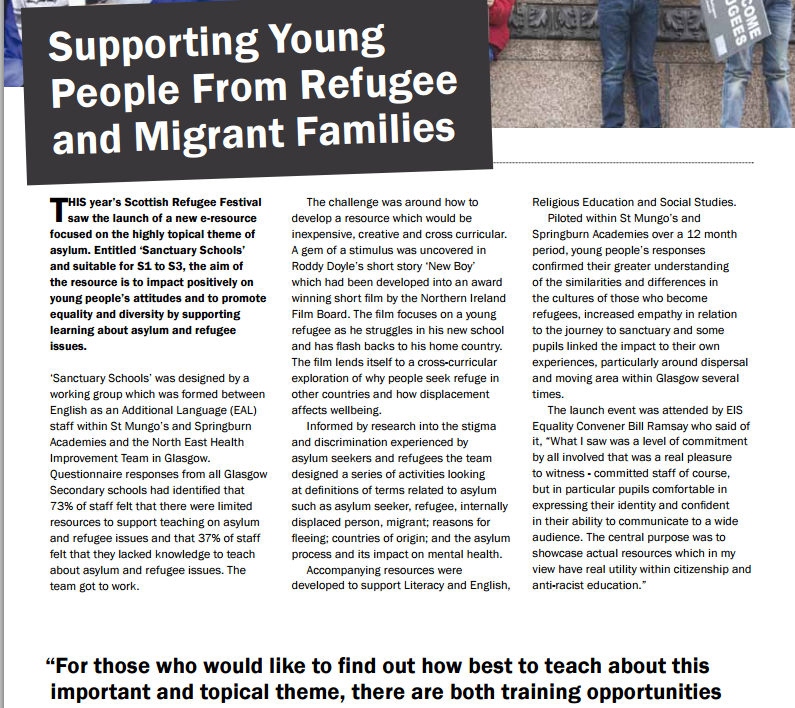 COME
UGEES
Supporting Young
People From Refugee
and Migrant Families
THIS year's Scottish Refugee Festival
saw the launch of a new e-resource
focused on the highly topical theme of
asylum. Entitled ‘Sanctuary Schools’
and suitable for S1 to S3, the aim of
the resource is to impact positively on
young people's attitudes and to promote
equality and diversity by supporting
learning about asylum and refugee
issues.
‘Sanctuary Schools’ was designed by a
working group which was formed between
English as an Additional Language (EAL)
staff within St Mungo's and Springburn
Academies and the North East Health
Improvement Team in Glasgow.
Questionnaire responses from all Glasgow
Secondary schools had identified that
73% of staff felt that there were limited
resources to support teaching on asylum
and refugee issues and that 37% of staff
felt that they lacked knowledge to teach
about asylum and refugee issues. The
team got to work.
The challenge was around how to
develop a resource which would be
inexpensive, creative and cross curricular.
A gem of a stimulus was uncovered in
Roddy Doyle's short story ‘New Boy’
which had been developed into an award
winning short film by the Northern Ireland
Film Board. The film focuses on a young
refugee as he struggles in his new school
and has flash backs to his home country.
The film lends itself to a cross-curricular
exploration of why people seek refuge in
other countries and how displacement
affects wellbeing.
Informed by research into the stigma
and discrimination experienced by
asylum seekers and refugees the team
designed a series of activities looking
at definitions of terms related to asylum
such as asylum seeker, refugee, internally
displaced person, migrant; reasons for
fleeing; countries of origin; and the asylum
process and its impact on mental health.
Accompanying resources were
developed to support Literacy and English,
Religious Education and Social Studies.
Piloted within St Mungo's and
Springburn Academies over a 12 month
period, young people's responses
confirmed their greater understanding
of the similarities and differences in
the cultures of those who become
refugees, increased empathy in relation
to the journey to sanctuary and some
pupils linked the impact to their own
experiences, particularly around dispersal
and moving area within Glasgow several
times.
The launch event was attended by EIS
Equality Convener Bill Ramsay who said of
it, “What I saw was a level of commitment
by all involved that was a real pleasure
to witness - committed staff of course,
but in particular pupils comfortable in
expressing their identity and confident
in their ability to communicate to a wide
audience. The central purpose was to
showcase actual resources which in my
view have real utility within citizenship and
anti-racist education.”
“For those who would like to find out how best to teach about this
important and topical theme, there are both training opportunities